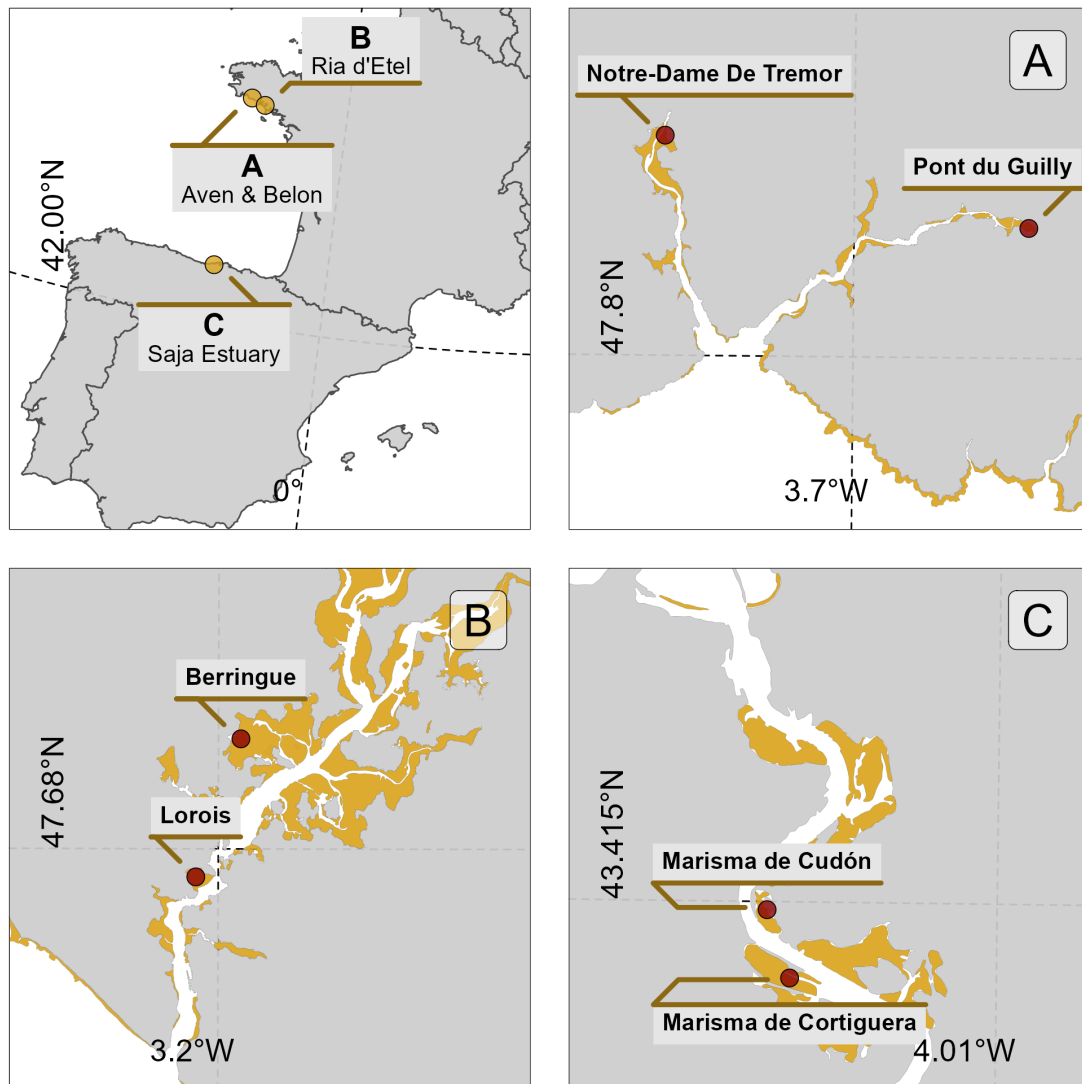 B
Ria d'Etel
A
Aven & Belon
42.00°N
C
Saja Estuary
0°
A
Notre-Dame De Tremor
Pont du Guilly
47.8°N
3.7°W
B
Berringue
47.68°N
Lorois
3.2°W
C
43.415°N
Marisma de Cudón
Marisma de Cortiguera
4.01°W